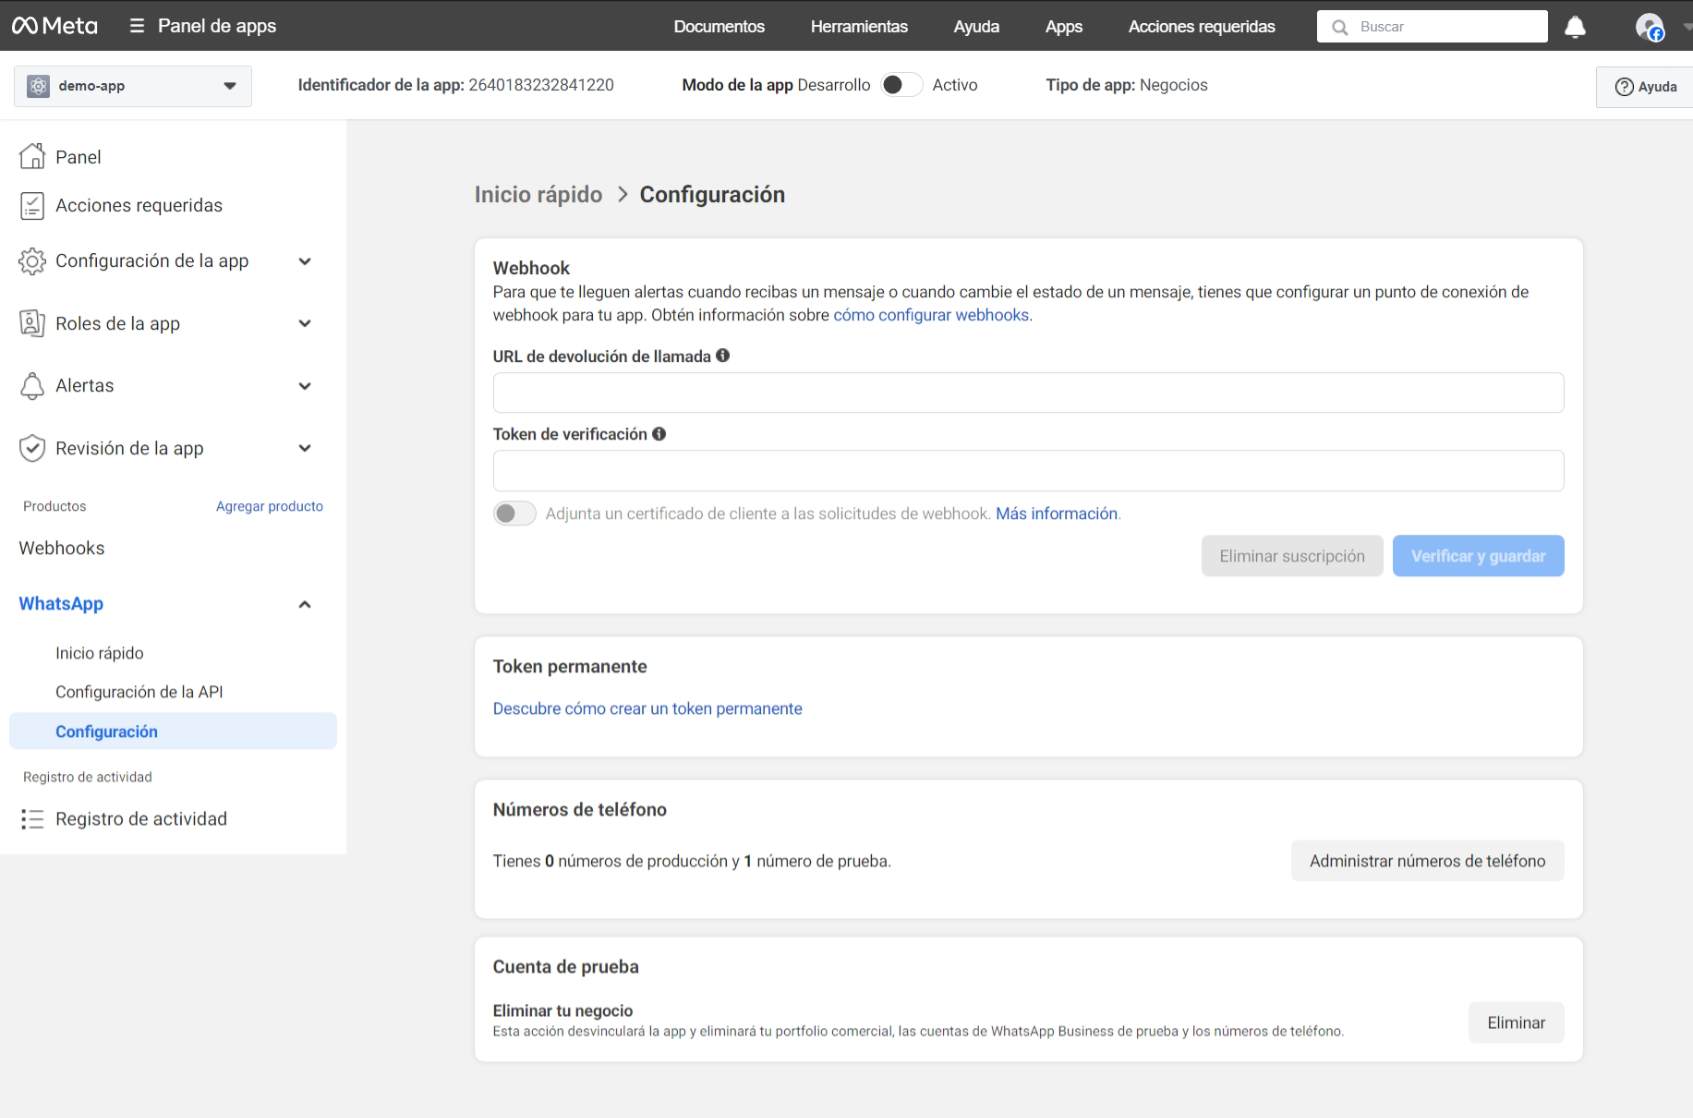 Meta
Panel de apps
Documentos
Herramientas
Ayuda
Apps
Acciones requeridas
Buscar
demo-app
Identificador de la app: 2640183232841220
Modo de la app Desarrollo
Activo
Tipo de app: Negocios
Ayuda
Panel
Acciones requeridas
Configuración de la app
Roles de la app
Alertas
Revisión de la app
Productos
Agregar producto
Webhooks
WhatsApp
Inicio rápido
Configuración de la API
Configuración
Registro de actividad
Registro de actividad
Inicio rápido > Configuración
Webhook
Para que te lleguen alertas cuando recibas un mensaje o cuando cambie el estado de un mensaje, tienes que configurar un punto de conexión de
webhook para tu app. Obtén información sobre cómo configurar webhooks.
URL de devolución de llamada
Token de verificación
Adjunta un certificado de cliente a las solicitudes de webhook. Más información.
Eliminar suscripción
Verificar y guardar
Token permanente
Descubre cómo crear un token permanente
Números de teléfono
Tienes 0 números de producción y 1 número de prueba.
Administrar números de teléfono
Cuenta de prueba
Eliminar tu negocio
Esta acción desvinculará la app y eliminará tu portfolio comercial, las cuentas de WhatsApp Business de prueba y los números de teléfono.
Eliminar